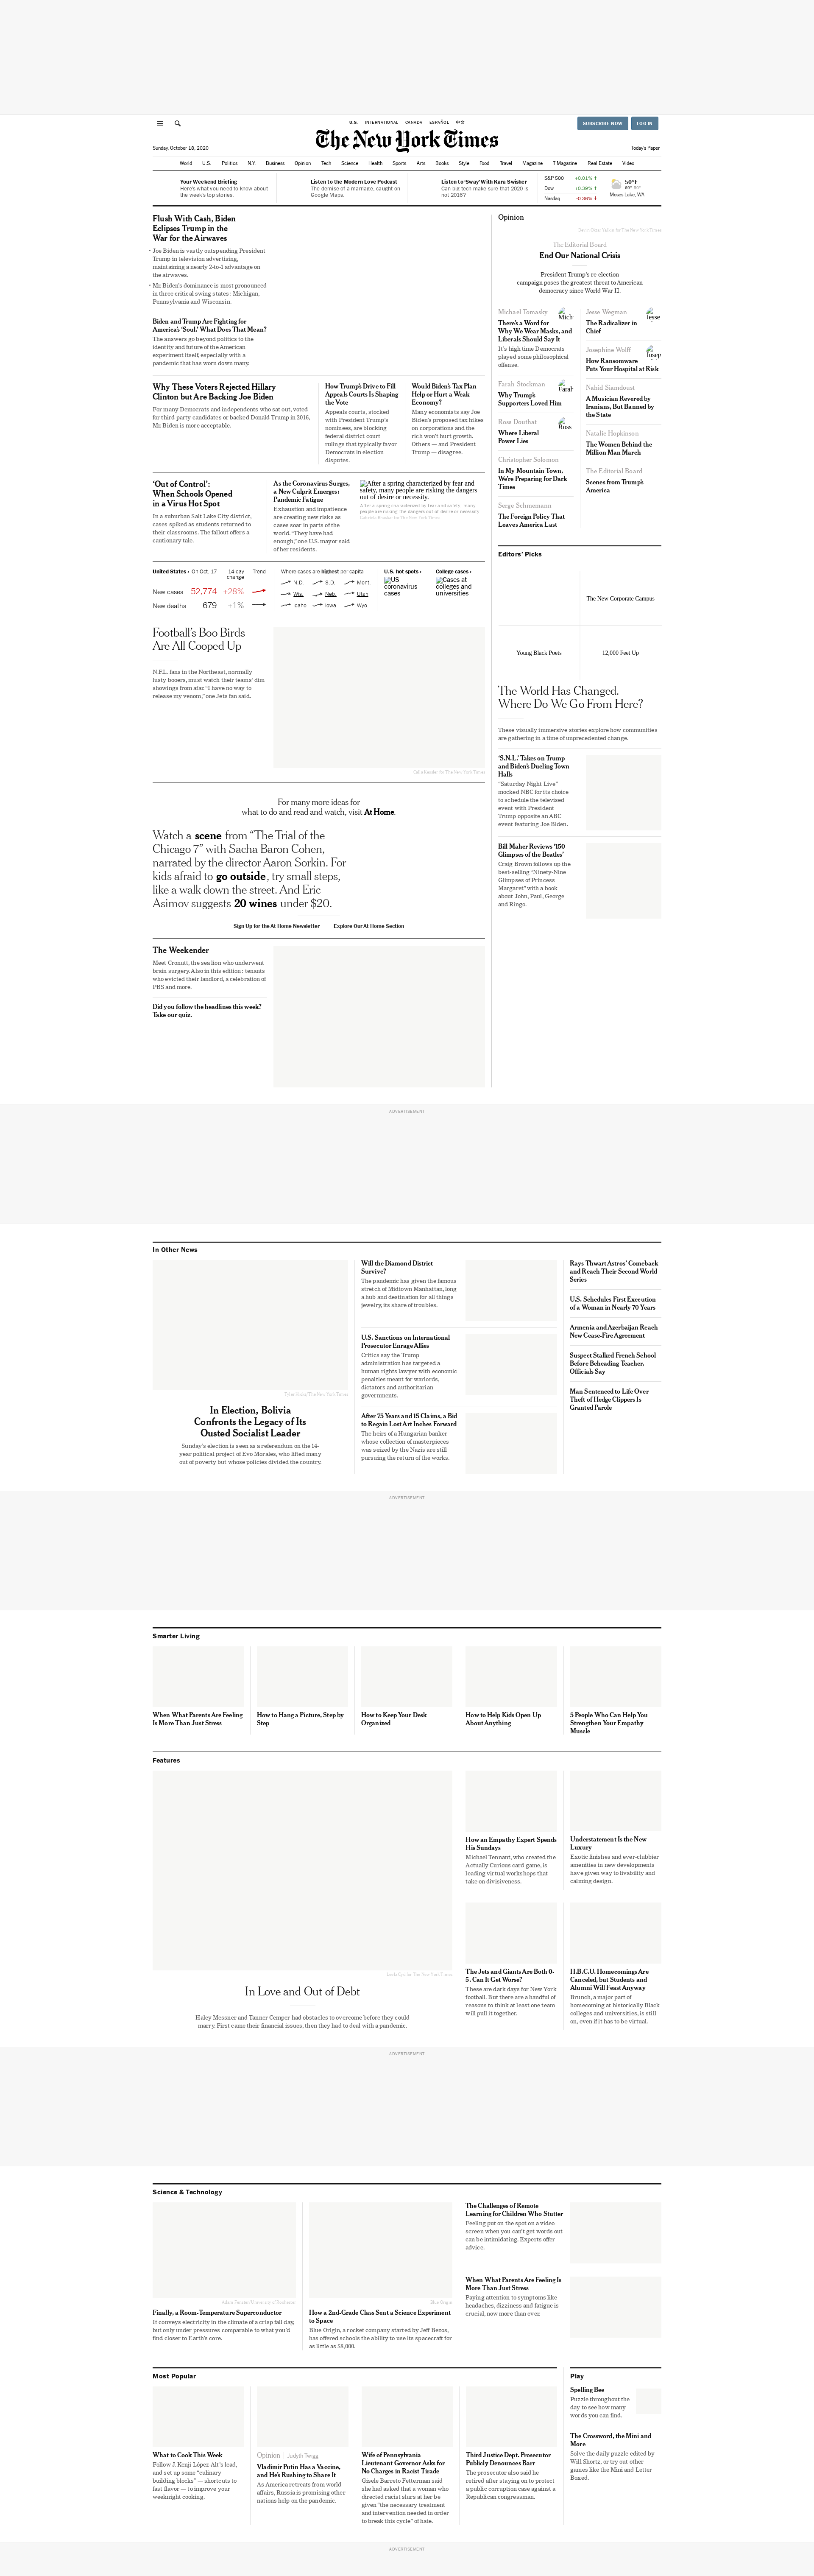 U.S. INTERNATIONAL CANADA ESPAÑOL 中文
SUBSCRIBE NOW
LOG IN
The New York Times
Sunday, October 18, 2020
Today's Paper
World U.S. Politics N.Y. Business Opinion Tech Science Health Sports Arts Books Style Food Travel Magazine T Magazine Real Estate Video
Your Weekend Briefing
Here's what you need to know about
the week's top stories.
Listen to the Modern Love Podcast
The demise of a marriage, caught on
Google Maps.
Listen to 'Sway' With Kara Swisher
Can big tech make sure that 2020 is
not 2016?
S&P 500 +0.01% ↑
Dow +0.39% ↑
Nasdaq -0.36% ↓
50°F
Moses Lake, WA
Flush With Cash, Biden
Eclipses Trump in the
War for the Airwaves
• Joe Biden is vastly outspending President
Trump in television advertising,
maintaining a nearly 2-to-1 advantage on
the airwaves.
• Mr. Biden's dominance is most pronounced
in three critical swing states: Michigan,
Pennsylvania and Wisconsin.
Biden and Trump Are Fighting for
America's 'Soul.' What Does That Mean?
The answers go beyond politics to the
identity and future of the American
experiment itself, especially with a
pandemic that has worn down many.
Why These Voters Rejected Hillary
Clinton but Are Backing Joe Biden
For many Democrats and independents who sat out, voted
for third-party candidates or backed Donald Trump in 2016,
Mr. Biden is more acceptable.
How Trump's Drive to Fill
Appeals Courts Is Shaping
the Vote
Appeals courts, stocked
with President Trump's
nominees, are blocking
federal district court
rulings that typically favor
Democrats in election
disputes.
Would Biden's Tax Plan
Help or Hurt a Weak
Economy?
Many economists say Joe
Biden's proposed tax hikes
on corporations and the
rich won't hurt growth.
Others — and President
Trump — disagree.
'Out of Control':
When Schools Opened
in a Virus Hot Spot
In a suburban Salt Lake City district,
cases spiked as students returned to
their classrooms. The fallout offers a
cautionary tale.
As the Coronavirus Surges,
a New Culprit Emerges:
Pandemic Fatigue
Exhaustion and impatience
are creating new risks as
cases soar in parts of the
world. "They have had
enough," one U.S. mayor said
of her residents.
After a spring characterized by fear and
safety, many people are risking the dangers
out of desire or necessity.
After a spring characterized by fear and safety, many
people are risking the dangers out of desire or necessity.
United States › On Oct. 17 14-day change Trend
New cases 52,774 +28%
New deaths 679 +1%
Where cases are highest per capita
N.D. S.D. Mont.
Wis. Neb. Utah
Idaho Iowa Wyo.
U.S. hot spots ›
US
coronavirus
cases
College cases ›
Cases at
colleges and
universities
Football's Boo Birds
Are All Cooped Up
N.F.L. fans in the Northeast, normally
lusty booers, must watch their teams' dim
showings from afar. "I have no way to
release my venom," one Jets fan said.
For many more ideas for
what to do and read and watch, visit At Home.
Watch a scene from "The Trial of the
Chicago 7" with Sacha Baron Cohen,
narrated by the director Aaron Sorkin. For
kids afraid to go outside, try small steps,
like a walk down the street. And Eric
Asimov suggests 20 wines under $20.
Sign Up for the At Home Newsletter
Explore Our At Home Section
The Weekender
Meet Cronutt, the sea lion who underwent
brain surgery. Also in this edition: tenants
who evicted their landlord, a celebration of
PB5 and more.
Did you follow the headlines this week?
Take our quiz.
Opinion
The Editorial Board
End Our National Crisis
President Trump's re-election
campaign poses the greatest threat to American
democracy since World War II.
Michael Tomasky
There's a Word for
Why We Wear Masks, and
Liberals Should Say It
It's high time Democrats
played some philosophical
offense.
Farah Stockman
Why Trump's
Supporters Loved Him
Ross Douthat
Where Liberal
Power Lies
Christopher Solomon
In My Mountain Town,
We're Preparing for Dark
Times
Serge Schmemann
The Foreign Policy That
Leaves America Last
Jesse Wegman
The Radicalizer in
Chief
Josephine Wolff
How Ransomware
Puts Your Hospital at Risk
Nahid Siamdoust
A Musician Revered by
Iranians, But Banned by
the State
Natalie Hopkinson
The Women Behind the
Million Man March
The Editorial Board
Scenes from Trump's
America
Editors' Picks
The New Corporate Campus
Young Black Poets
12,000 Feet Up
The World Has Changed.
Where Do We Go From Here?
These visually immersive stories explore how communities
are gathering in a time of unprecedented change.
'S.N.L.' Takes on Trump
and Biden's Dueling Town
Halls
"Saturday Night Live"
mocked NBC for its choice
to schedule the televised
event with President
Trump opposite an ABC
event featuring Joe Biden.
Bill Maher Reviews '150
Glimpses of the Beatles'
Craig Brown follows up the
best-selling "Ninety-Nine
Glimpses of Princess
Margaret" with a book
about John, Paul, George
and Ringo.
ADVERTISEMENT
In Other News
In Election, Bolivia
Confronts the Legacy of Its
Ousted Socialist Leader
Sunday's election is seen as a referendum on the 14-
year political project of Evo Morales, who lifted many
out of poverty but whose policies divided the country.
Will the Diamond District
Survive?
The pandemic has given the famous
stretch of Midtown Manhattan, long
a hub and destination for all things
jewelry, its share of troubles.
U.S. Sanctions on International
Prosecutor Enrage Allies
Critics say the Trump
administration has targeted a
human rights lawyer with economic
penalties meant for warlords,
dictators and authoritarian
governments.
After 75 Years and 15 Claims, a Bid
to Regain Lost Art Inches Forward
The heirs of a Hungarian banker
whose collection of masterpieces
was seized by the Nazis are still
pursuing the return of the works.
Rays Thwart Astros' Comeback
and Reach Their Second World
Series
U.S. Schedules First Execution
of a Woman in Nearly 70 Years
Armenia and Azerbaijan Reach
New Cease-Fire Agreement
Suspect Stalked French School
Before Beheading Teacher,
Officials Say
Man Sentenced to Life Over
Theft of Hedge Clippers Is
Granted Parole
ADVERTISEMENT
Smarter Living
When What Parents Are Feeling
Is More Than Just Stress
How to Hang a Picture, Step by
Step
How to Keep Your Desk
Organized
How to Help Kids Open Up
About Anything
5 People Who Can Help You
Strengthen Your Empathy
Muscle
Features
In Love and Out of Debt
Haley Messner and Tanner Cemper had obstacles to overcome before they could
marry. First came their financial issues, then they had to deal with a pandemic.
How an Empathy Expert Spends
His Sundays
Michael Tennant, who created the
Actually Curious card game, is
leading virtual workshops that
take on divisiveness.
Understatement Is the New
Luxury
Exotic finishes and ever-clubbier
amenities in new developments
have given way to livability and
calming design.
The Jets and Giants Are Both 0-
5. Can It Get Worse?
These are dark days for New York
football. But there are a handful of
reasons to think at least one team
will pull it together.
H.B.C.U. Homecomings Are
Canceled, but Students and
Alumni Will Feast Anyway
Brunch, a major part of
homecoming at historically Black
colleges and universities, is still
on, even if it has to be virtual.
ADVERTISEMENT
Science & Technology
Finally, a Room-Temperature Superconductor
It conveys electricity in the climate of a crisp fall day,
but only under pressures comparable to what you'd
find closer to Earth's core.
Blue Origin
How a 2nd-Grade Class Sent a Science Experiment
to Space
Blue Origin, a rocket company started by Jeff Bezos,
has offered schools the ability to use its spacecraft for
as little as $8,000.
The Challenges of Remote
Learning for Children Who Stutter
Feeling put on the spot on a video
screen when you can't get words out
can be intimidating. Experts offer
advice.
When What Parents Are Feeling Is
More Than Just Stress
Paying attention to symptoms like
headaches, dizziness and fatigue is
crucial, now more than ever.
Most Popular
What to Cook This Week
Follow J. Kenji López-Alt's lead,
and set up some "culinary
building blocks" — shortcuts to
fast flavor — to improve your
weeknight cooking.
Opinion | Judyth Twigg
Vladimir Putin Has a Vaccine,
and He's Rushing to Share It
As America retreats from world
affairs, Russia is promising other
nations help on the pandemic.
Wife of Pennsylvania
Lieutenant Governor Asks for
No Charges in Racist Tirade
Gisele Barreto Fetterman said
she had asked that a woman who
directed racist slurs at her be
given "the necessary treatment
and intervention needed in order
to break this cycle" of hate.
Third Justice Dept. Prosecutor
Publicly Denounces Barr
The prosecutor also said he
retired after staying on to protect
a public corruption case against a
Republican congressman.
Play
Spelling Bee
Puzzle throughout the
day to see how many
words you can find.
The Crossword, the Mini and
More
Solve the daily puzzle edited by
Will Shortz, or try out other
games like the Mini and Letter
Boxed.
ADVERTISEMENT